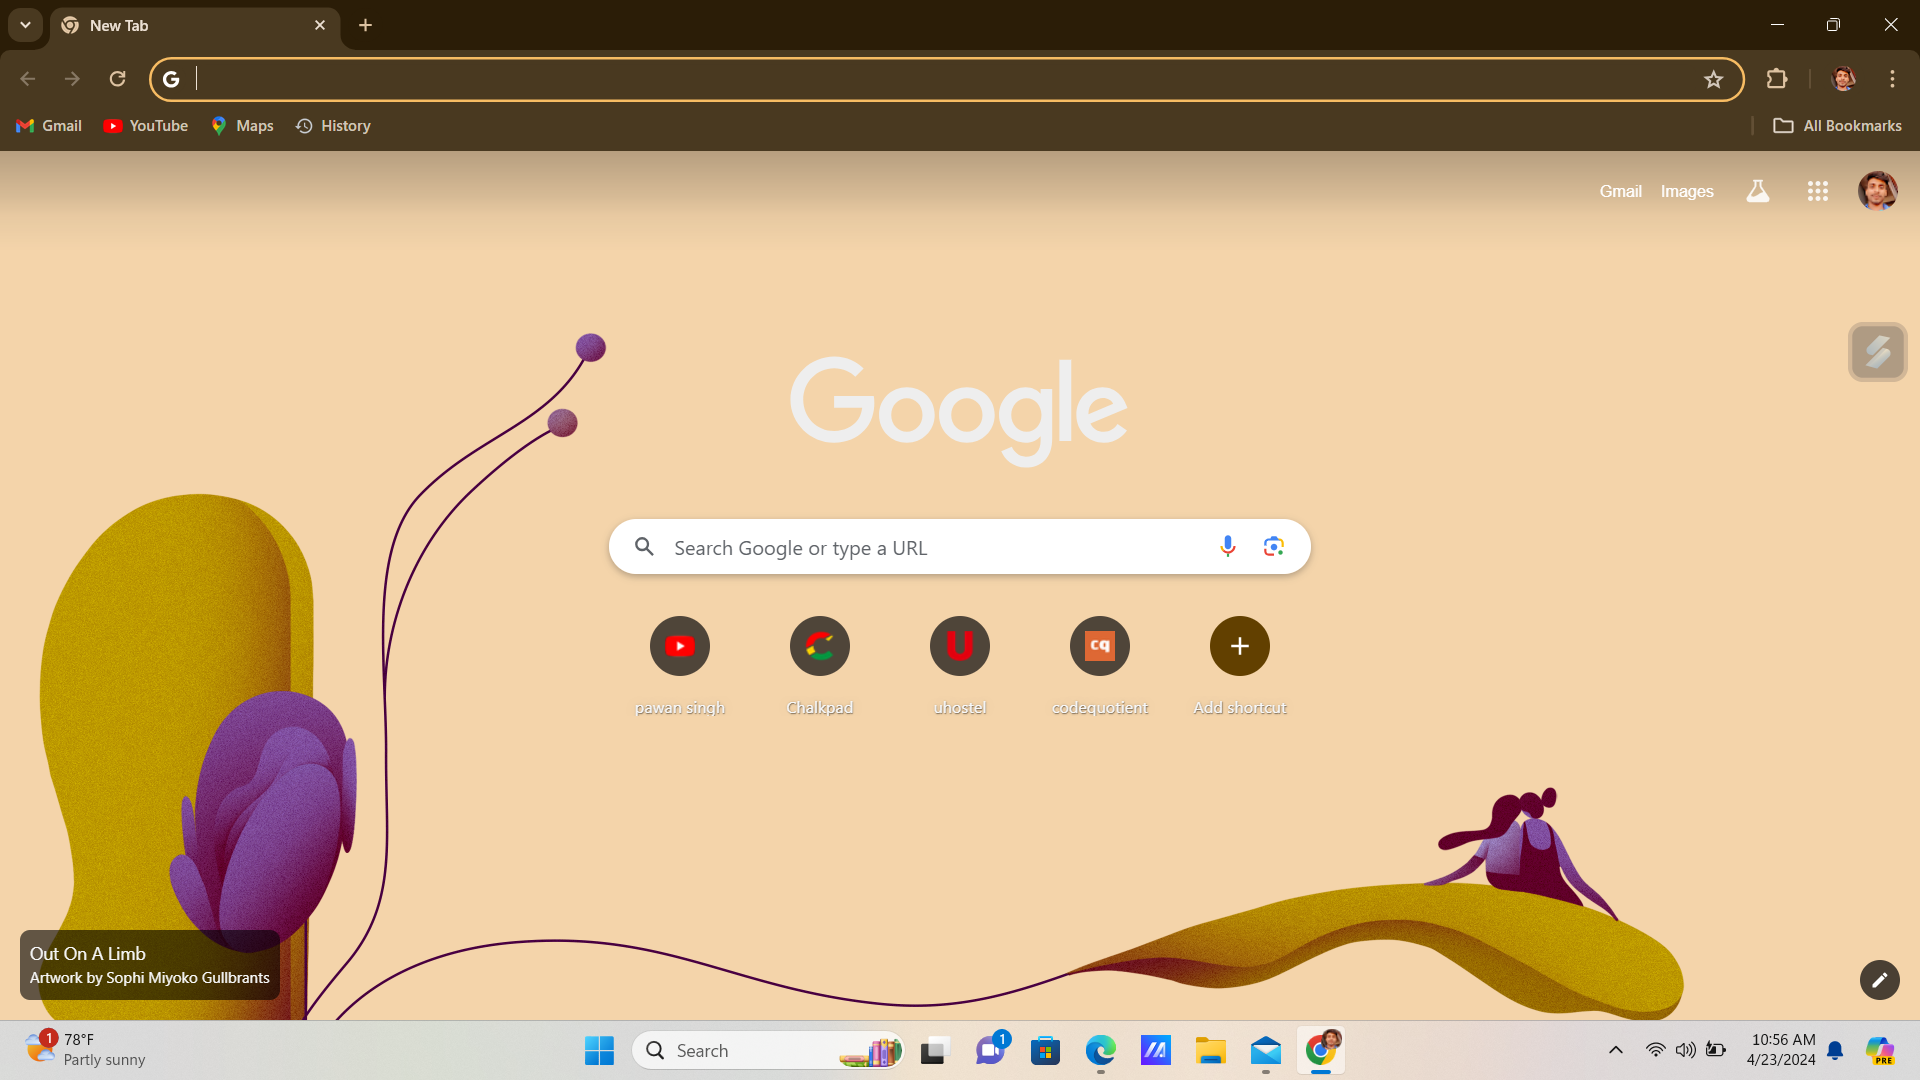 New Tab
Gmail
YouTube
Maps
History
All Bookmarks
Gmail
Images
Google
Search Google or type a URL
pawan singh
Chalkpad
U
uhostel
cq
codequotient
Add shortcut
Out On A Limb
Artwork by Sophi Miyoko Gullbrants
1
78°F
Partly sunny
Search
1
10:56 AM
4/23/2024
PRE